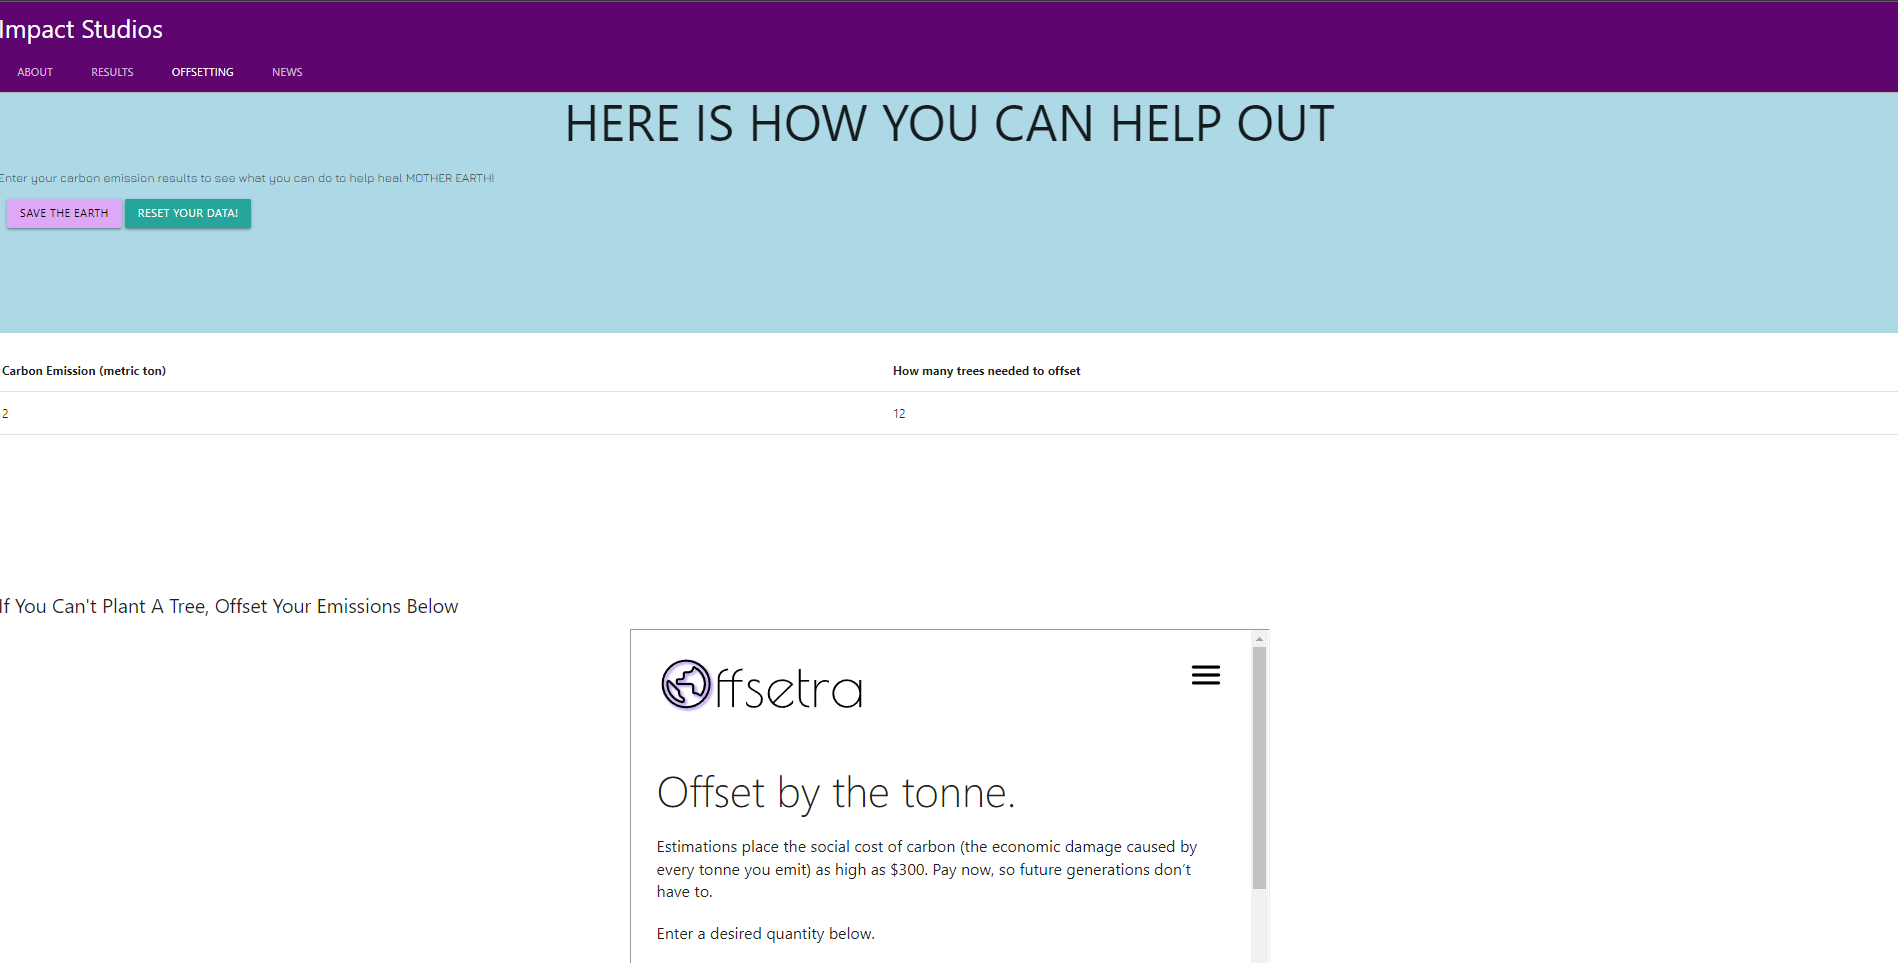 Impact Studios
ABOUT RESULTS OFFSETTING NEWS
HERE IS HOW YOU CAN HELP OUT
Enter your carbon emission results to see what you can do to help heal MOTHER EARTH!
SAVE THE EARTH RESET YOUR DATA!
Carbon Emission (metric ton) How many trees needed to offset
2 12
If You Can't Plant A Tree, Offset Your Emissions Below
Offsetra
Offset by the tonne.
Estimations place the social cost of carbon (the economic damage caused by
every tonne you emit) as high as $300. Pay now, so future generations don’t
have to.
Enter a desired quantity below.